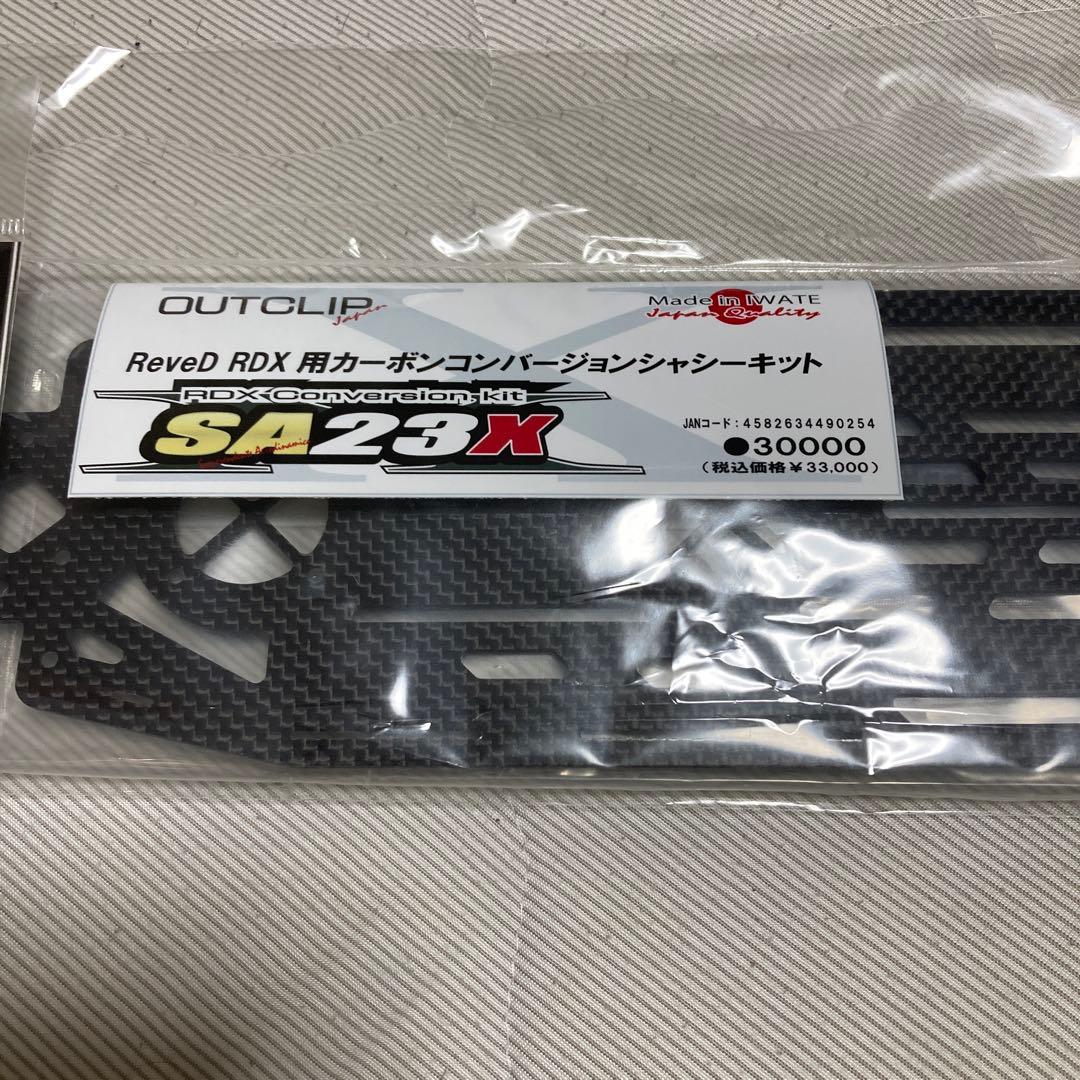 OUTCLIP
Japan
Made in IWATE
Japan Quality
ReveD RDX 用カーボンコンバージョンシャシーキット
RDX Conversion kit
SA23X
JANコード：4582634490254
●30000
（税込価格￥33,000）